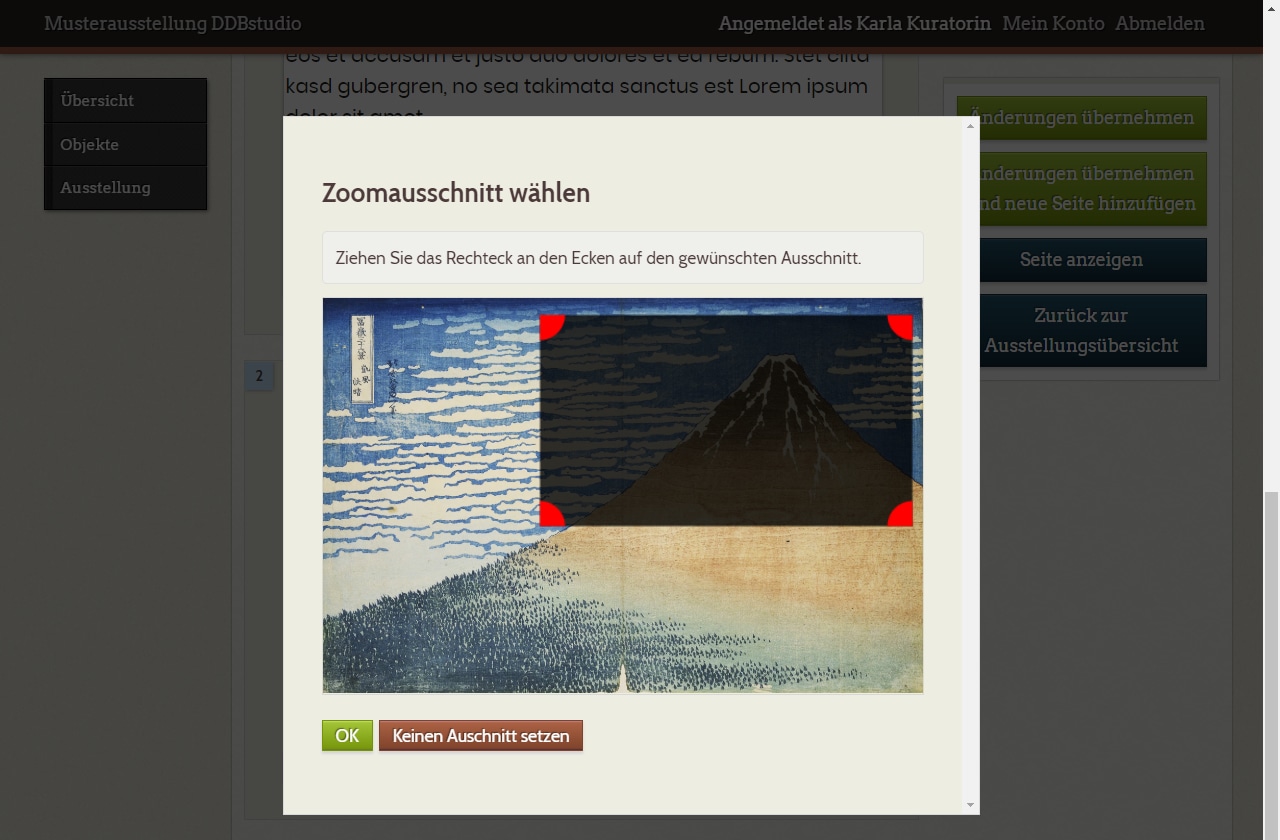 Musterausstellung DDBstudio
Angemeldet als Karla Kuratorin Mein Konto Abmelden
Übersicht
Objekte
Ausstellung
eos et accusam et justo duo dolores et ea rebum. Stet clita
kasd gubergren, no sea takimata sanctus est Lorem ipsum
dolor sit amet.
2
Zoomausschnitt wählen
Ziehen Sie das Rechteck an den Ecken auf den gewünschten Ausschnitt.
OK
Keinen Auschnitt setzen
Änderungen übernehmen
nderungen übernehmen
nd neue Seite hinzufügen
Seite anzeigen
Zurück zur
Ausstellungsübersicht